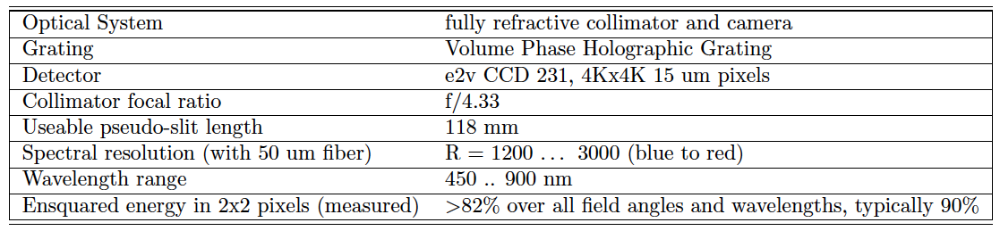 Optical System fully refractive collimator and camera
Grating Volume Phase Holographic Grating
Detector e2v CCD 231, 4Kx4K 15 um pixels
Collimator focal ratio f/4.33
Useable pseudo-slit length 118 mm
Spectral resolution (with 50 um fiber) R = 1200 ... 3000 (blue to red)
Wavelength range 450 .. 900 nm
Ensquared energy in 2x2 pixels (measured) >82% over all field angles and wavelengths, typically 90%